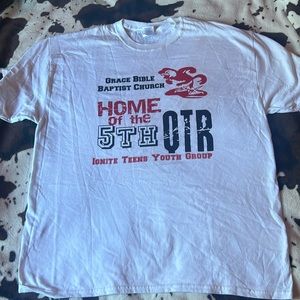 Grace Bible
Baptist Church
HOME
of the
5TH QTR
Ignite Teens Youth Group